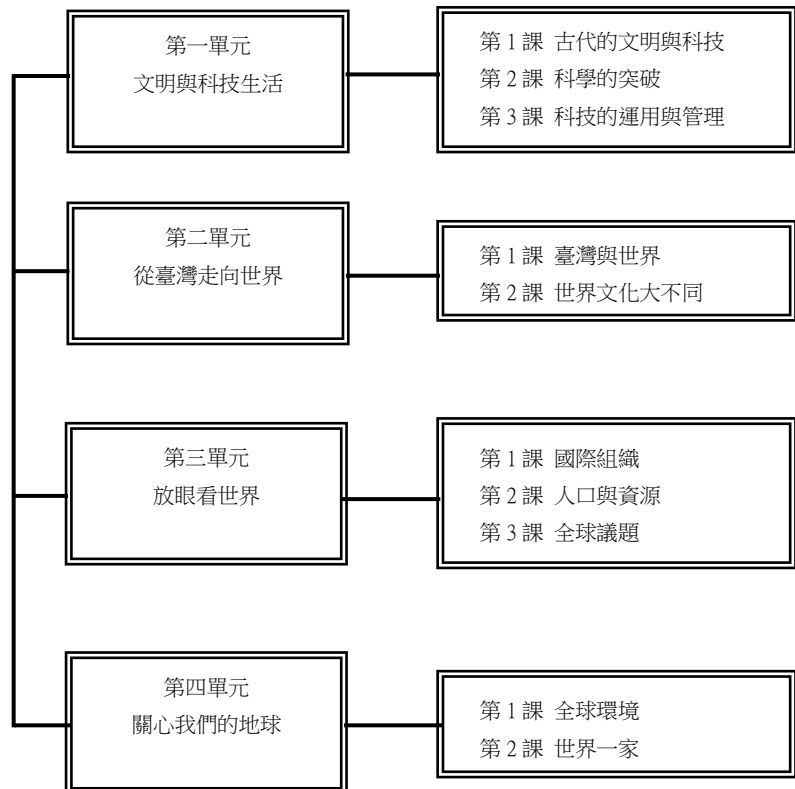 第一單元
文明與科技生活
第 1 課 古代的文明與科技
第 2 課 科學的突破
第 3 課 科技的運用與管理
第二單元
從臺灣走向世界
第 1 課 臺灣與世界
第 2 課 世界文化大不同
第三單元
放眼看世界
第 1 課 國際組織
第 2 課 人口與資源
第 3 課 全球議題
第四單元
關心我們的地球
第 1 課 全球環境
第 2 課 世界一家